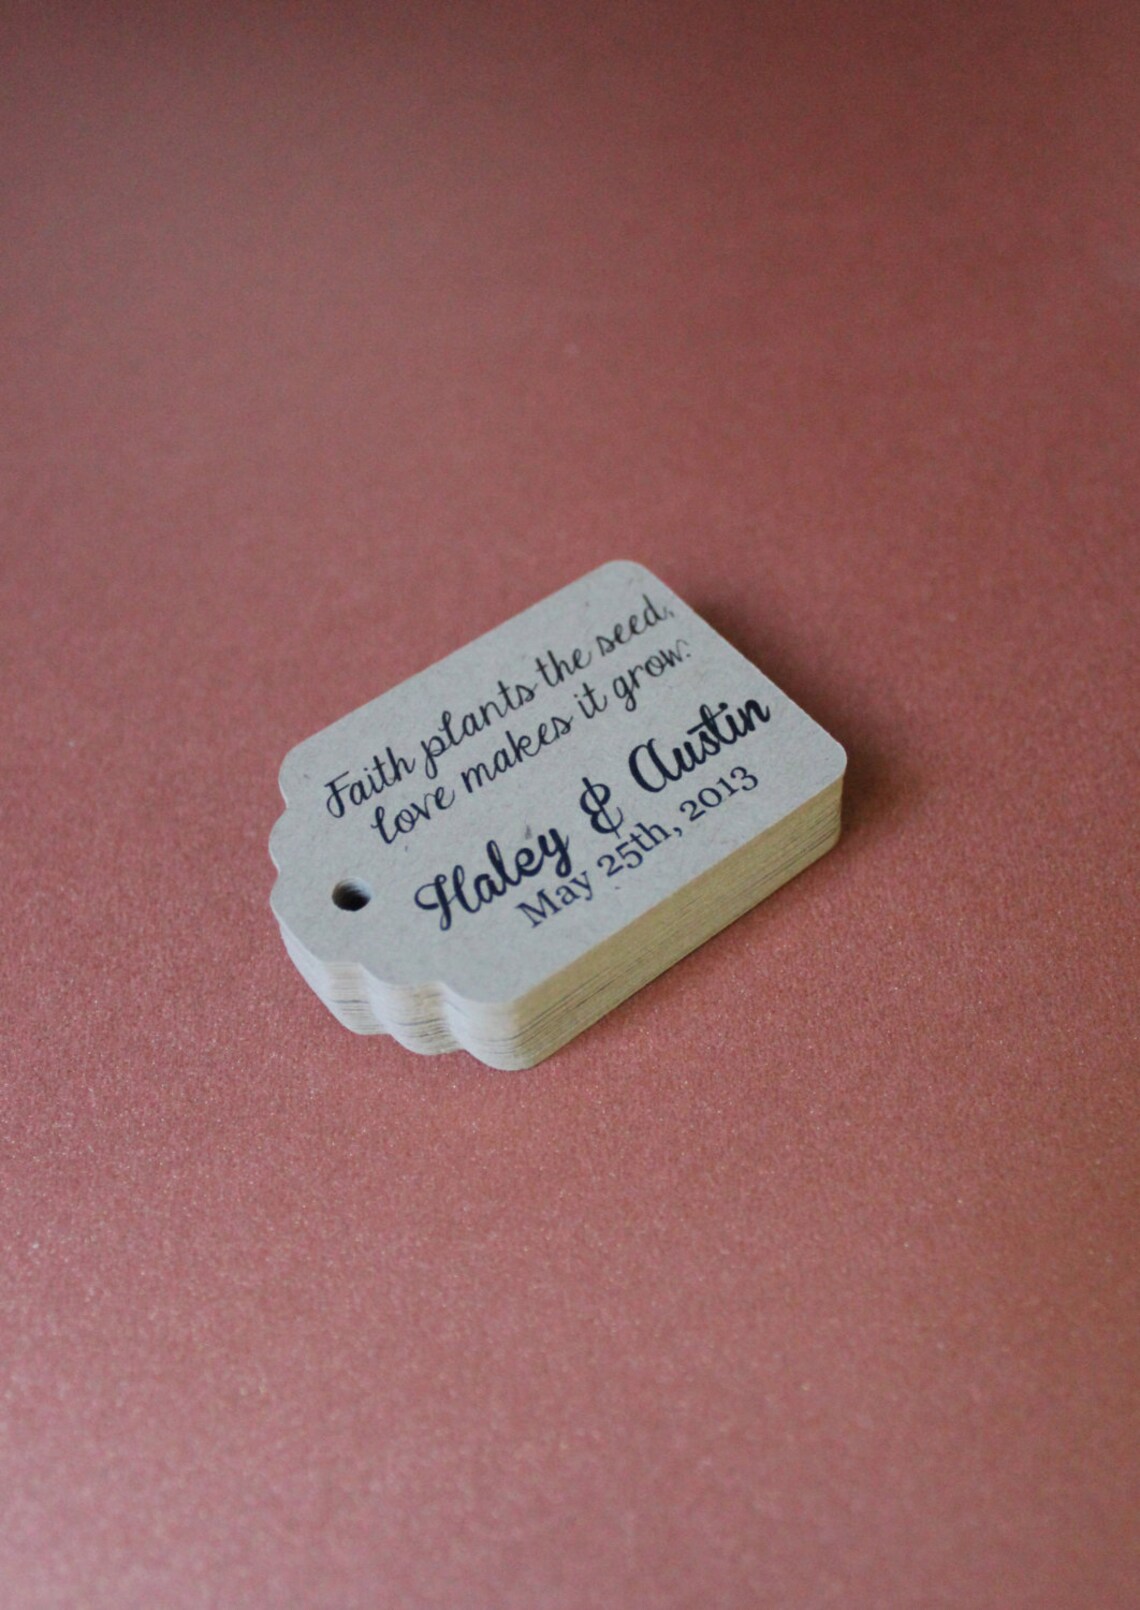 Faith plants the seed,
love makes it grow.
Haley & Austin
May 25th, 2013